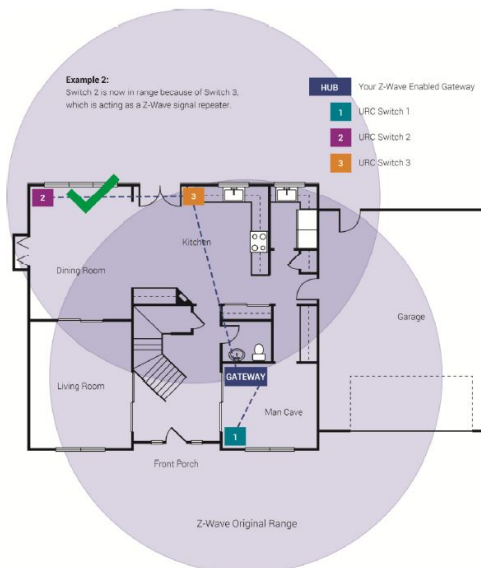 Example 2:
Switch 2 is now in range because of Switch 3,
which is acting as a Z-Wave signal repeater.
HUB Your Z-Wave Enabled Gateway
1 URC Switch 1
2 URC Switch 2
3 URC Switch 3
2
3
Kitchen
Dining Room
Garage
GATEWAY
Living Room
Man Cave
1
Front Porch
Z-Wave Original Range